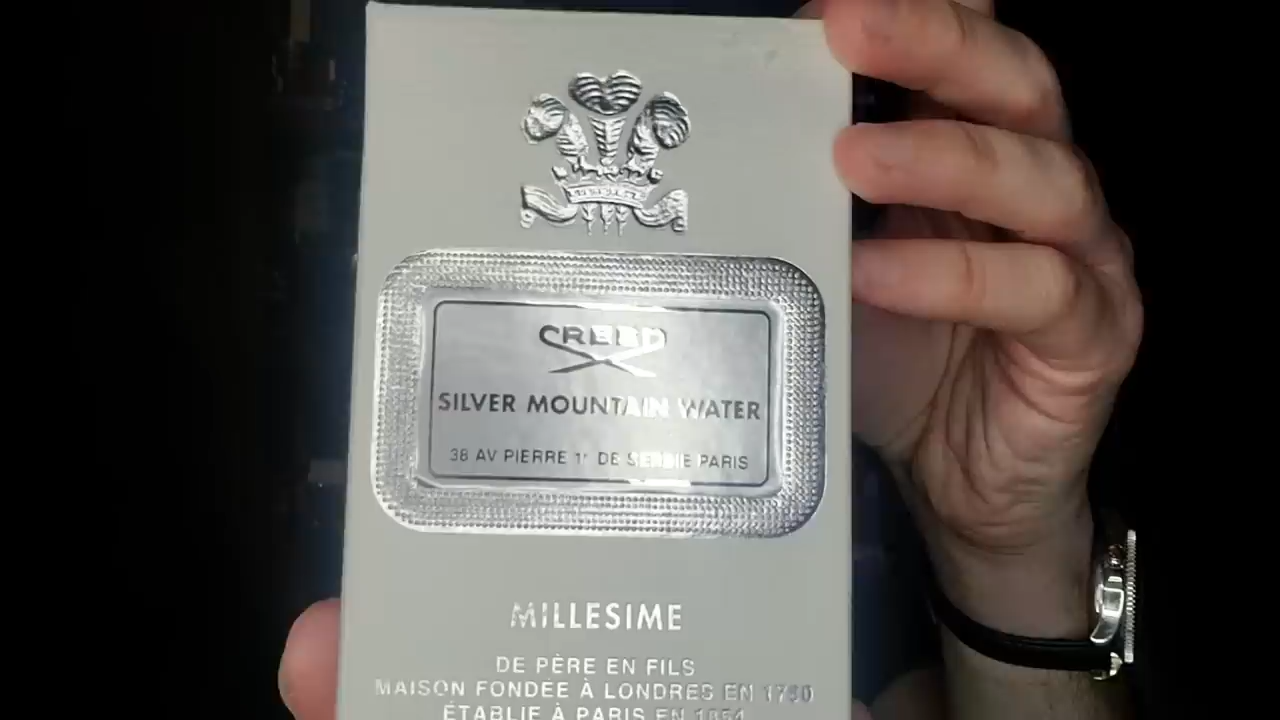 CREED
SILVER MOUNTAIN WATER
38 AV PIERRE 1ᵉʳ DE SERBIE PARIS
MILLESIME
DE PÈRE EN FILS
MAISON FONDÉE À LONDRES EN 1760
ÉTABLIE À PARIS EN 1854